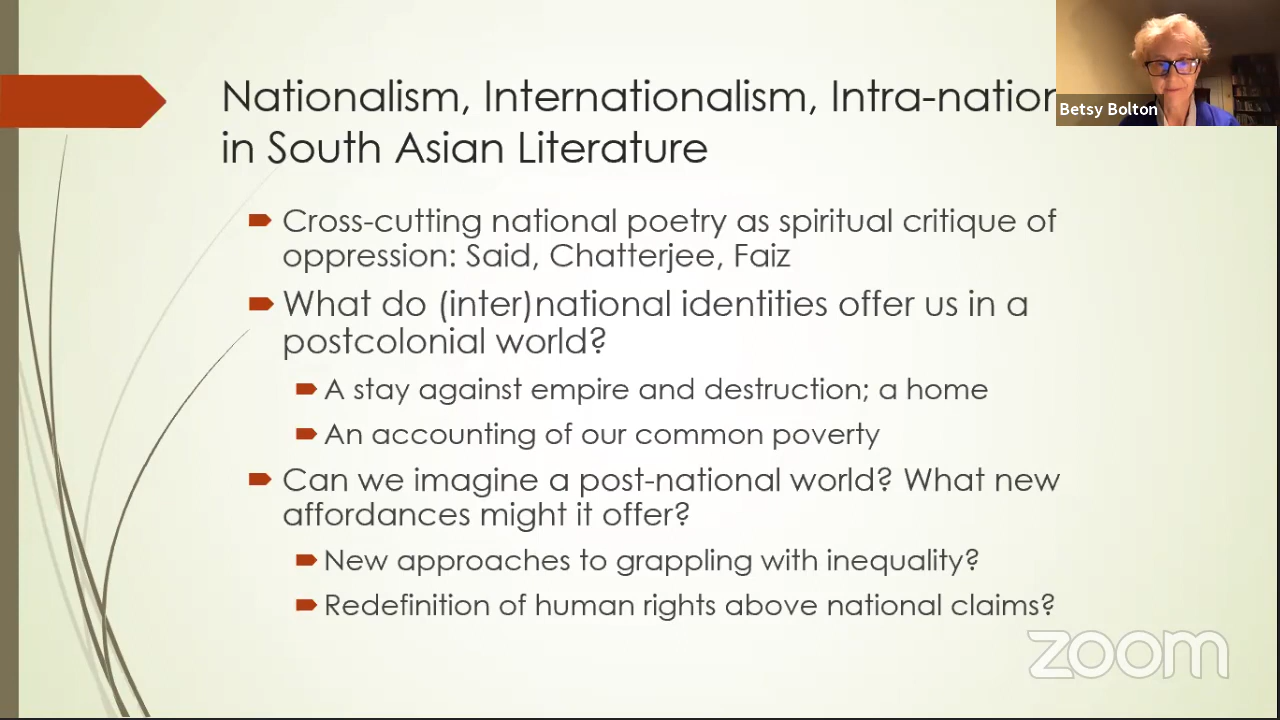 Nationalism, Internationalism, Intra-nation
in South Asian Literature
Betsy Bolton
Cross-cutting national poetry as spiritual critique of
oppression: Said, Chatterjee, Faiz
What do (inter)national identities offer us in a
postcolonial world?
A stay against empire and destruction; a home
An accounting of our common poverty
Can we imagine a post-national world? What new
affordances might it offer?
New approaches to grappling with inequality?
Redefinition of human rights above national claims?
zoom